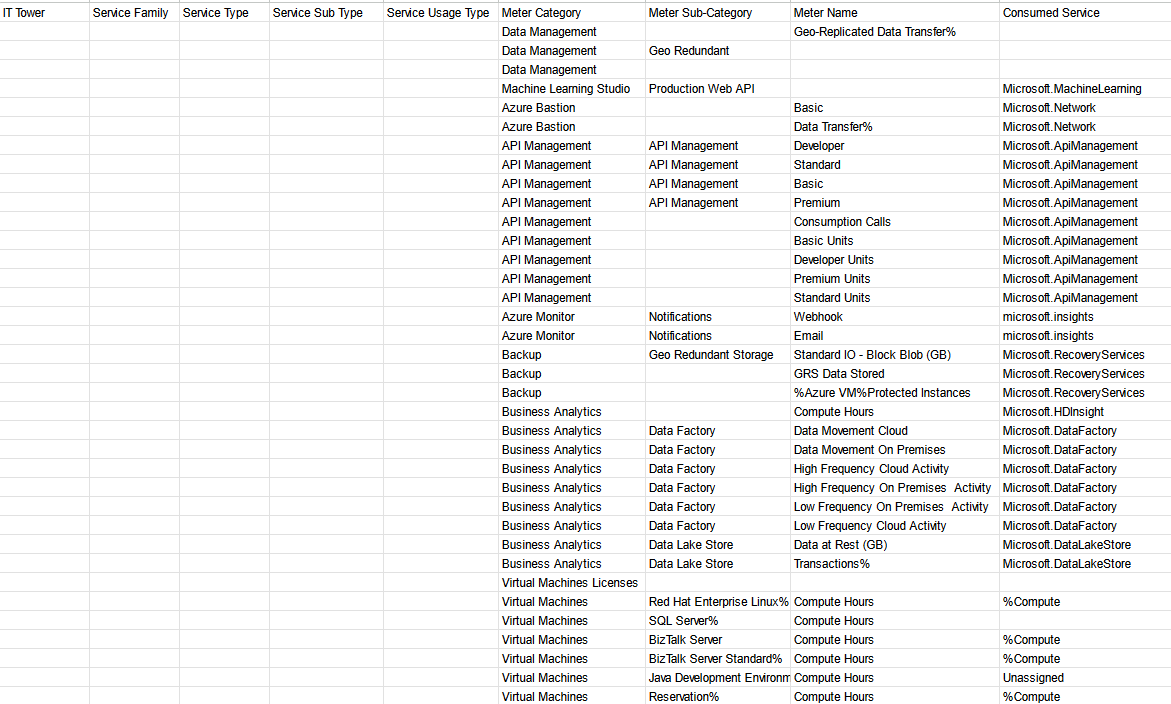 IT Tower Service Family Service Type Service Sub Type Service Usage Type Meter Category Meter Sub-Category Meter Name Consumed Service
Data Management Geo-Replicated Data Transfer%
Data Management Geo Redundant
Data Management
Machine Learning Studio Production Web API Microsoft.MachineLearning
Azure Bastion Basic Microsoft.Network
Azure Bastion Data Transfer% Microsoft.Network
API Management API Management Developer Microsoft.ApiManagement
API Management API Management Standard Microsoft.ApiManagement
API Management API Management Basic Microsoft.ApiManagement
API Management API Management Premium Microsoft.ApiManagement
API Management Consumption Calls Microsoft.ApiManagement
API Management Basic Units Microsoft.ApiManagement
API Management Developer Units Microsoft.ApiManagement
API Management Premium Units Microsoft.ApiManagement
API Management Standard Units Microsoft.ApiManagement
Azure Monitor Notifications Webhook microsoft.insights
Azure Monitor Notifications Email microsoft.insights
Backup Geo Redundant Storage Standard IO - Block Blob (GB) Microsoft.RecoveryServices
Backup GRS Data Stored Microsoft.RecoveryServices
Backup %Azure VM%Protected Instances Microsoft.RecoveryServices
Business Analytics Compute Hours Microsoft.HDInsight
Business Analytics Data Factory Data Movement Cloud Microsoft.DataFactory
Business Analytics Data Factory Data Movement On Premises Microsoft.DataFactory
Business Analytics Data Factory High Frequency Cloud Activity Microsoft.DataFactory
Business Analytics Data Factory High Frequency On Premises  Activity Microsoft.DataFactory
Business Analytics Data Factory Low Frequency On Premises  Activity Microsoft.DataFactory
Business Analytics Data Factory Low Frequency Cloud Activity Microsoft.DataFactory
Business Analytics Data Lake Store Data at Rest (GB) Microsoft.DataLakeStore
Business Analytics Data Lake Store Transactions% Microsoft.DataLakeStore
Virtual Machines Licenses
Virtual Machines Red Hat Enterprise Linux% Compute Hours %Compute
Virtual Machines SQL Server% Compute Hours
Virtual Machines BizTalk Server Compute Hours %Compute
Virtual Machines BizTalk Server Standard% Compute Hours %Compute
Virtual Machines Java Development Environm Compute Hours Unassigned
Virtual Machines Reservation% Compute Hours %Compute